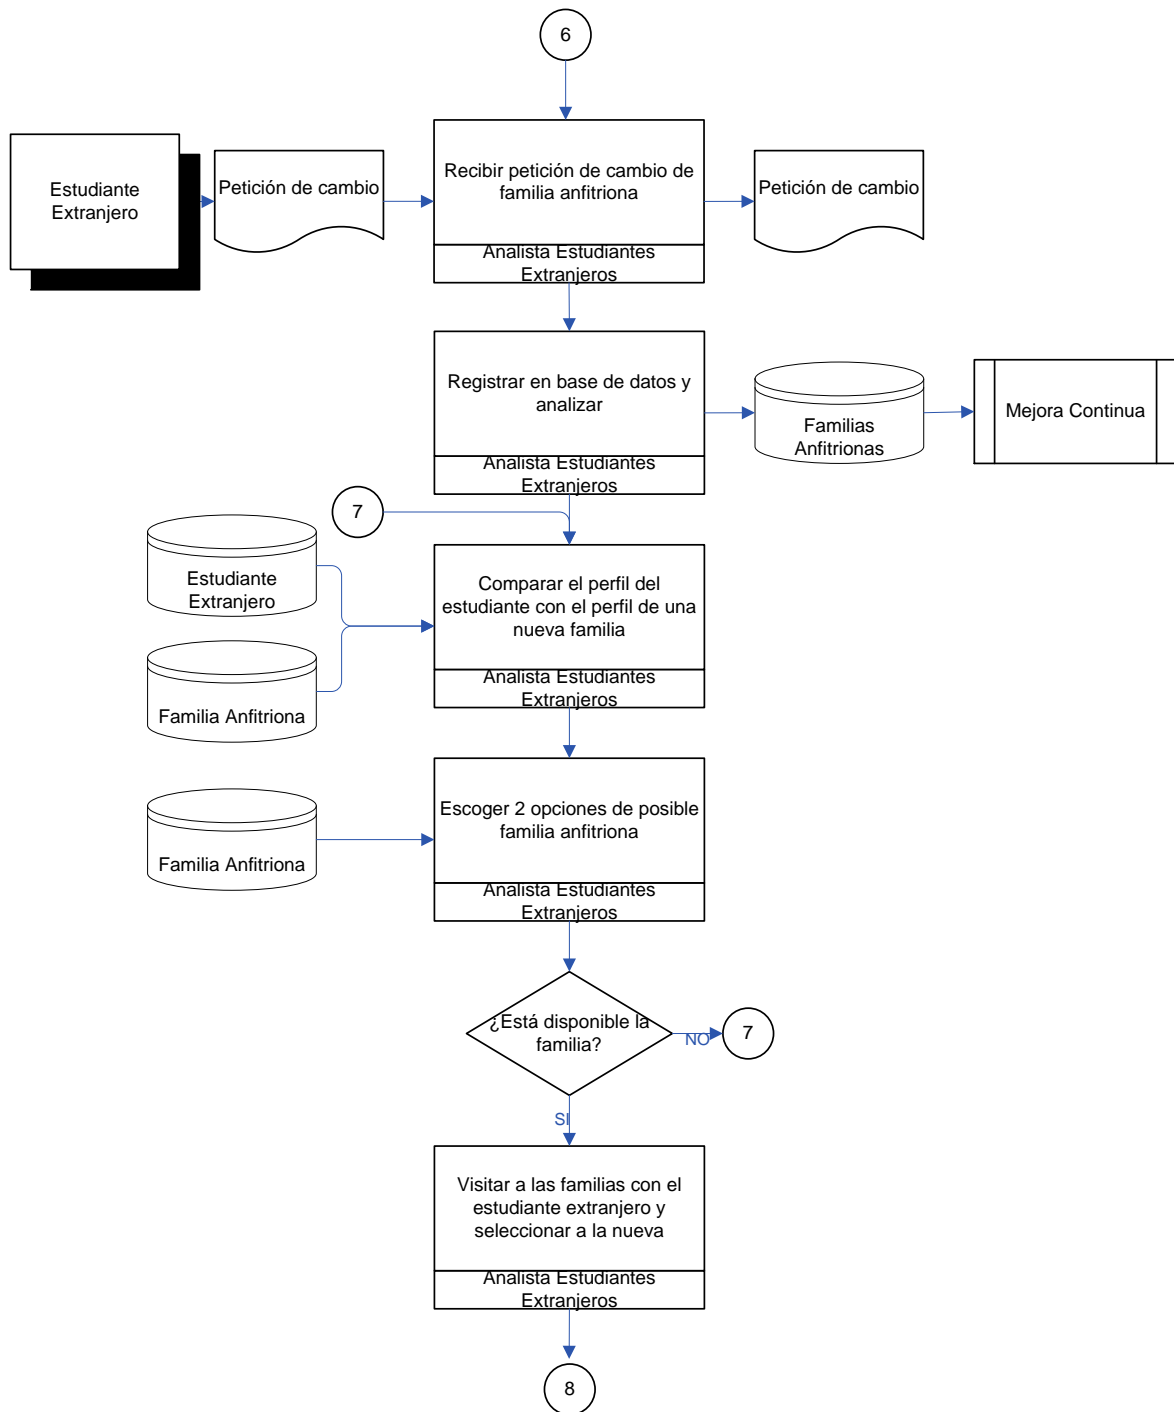 6
Estudiante
Extranjero
Petición de cambio
Recibir petición de cambio de
familia anfitriona
Analista Estudiantes
Extranjeros
Petición de cambio
Registrar en base de datos y
analizar
Analista Estudiantes
Extranjeros
Familias
Anfitrionas
Mejora Continua
7
Estudiante
Extranjero
Familia Anfitriona
Comparar el perfil del
estudiante con el perfil de una
nueva familia
Analista Estudiantes
Extranjeros
Familia Anfitriona
Escoger 2 opciones de posible
familia anfitriona
Analista Estudiantes
Extranjeros
¿Está disponible la
familia?
NO
7
SI
Visitar a las familias con el
estudiante extranjero y
seleccionar a la nueva
Analista Estudiantes
Extranjeros
8